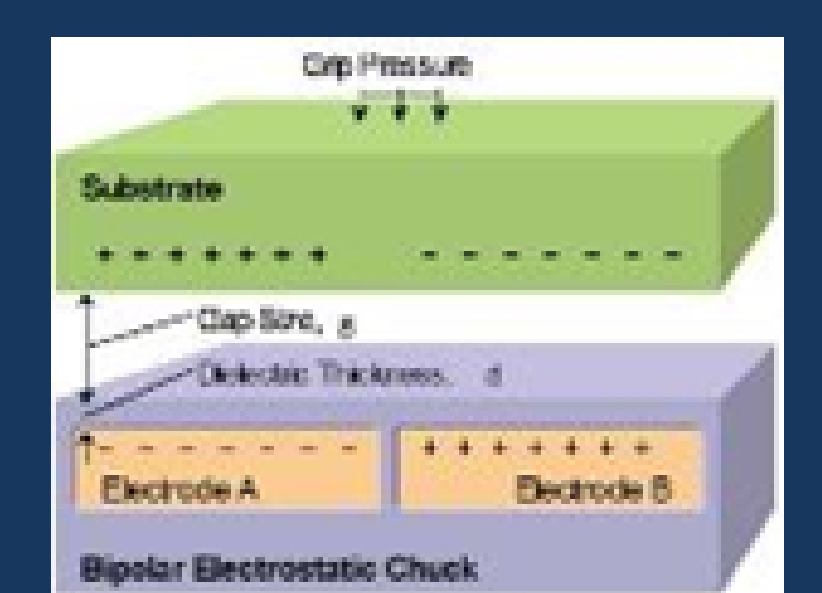 Grip Pressure
Substrate
+ + + + + + + - - - - - - -
Gap Size, g
Dielectric Thickness, d
- - - - - - - + + + + + + +
Electrode A Electrode B
Bipolar Electrostatic Chuck